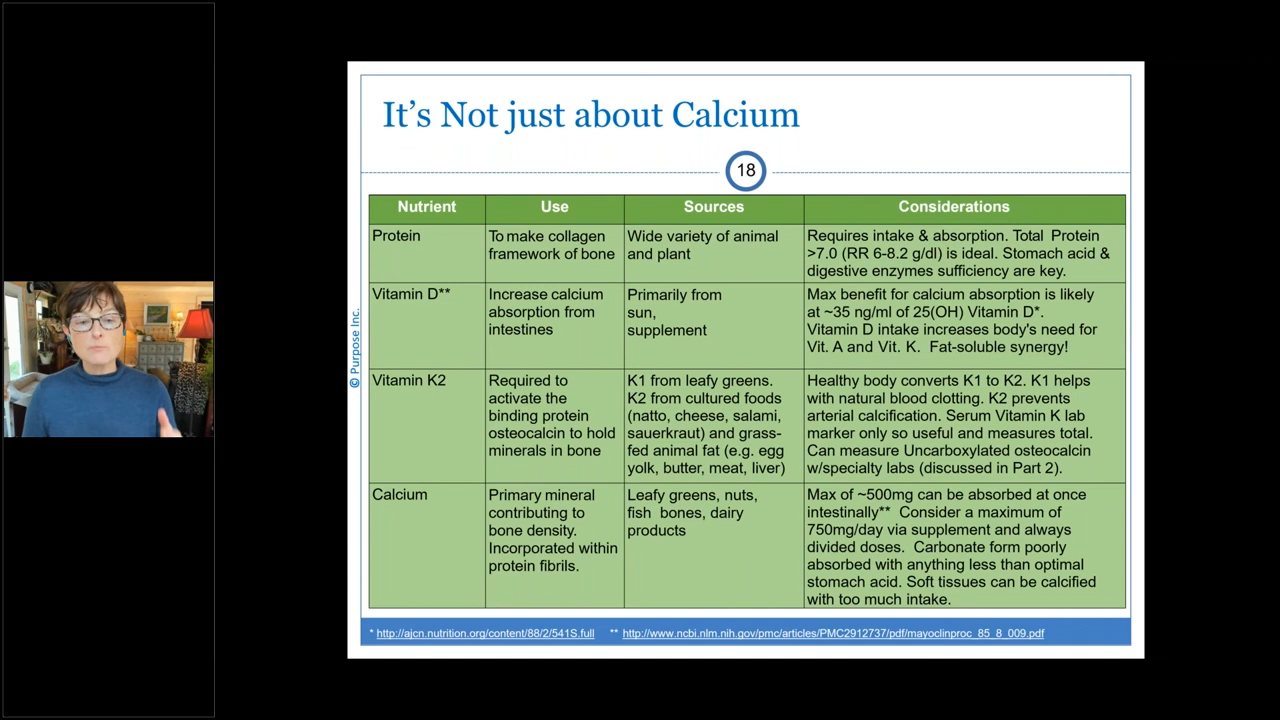 It's Not just about Calcium
18
Nutrient
Use
Sources
Considerations
Protein
To make collagen
framework of bone
Wide variety of animal
and plant
Requires intake & absorption. Total Protein
>7.0 (RR 6-8.2 g/dl) is ideal. Stomach acid &
digestive enzymes sufficiency are key.
Vitamin D**
Increase calcium
absorption from
intestines
Primarily from
sun,
supplement
Max benefit for calcium absorption is likely
at ~35 ng/ml of 25(OH) Vitamin D*.
Vitamin D intake increases body's need for
Vit. A and Vit. K. Fat-soluble synergy!
Vitamin K2
Required to
activate the
binding protein
osteocalcin to hold
minerals in bone
K1 from leafy greens.
K2 from cultured foods
(natto, cheese, salami,
sauerkraut) and grass-
fed animal fat (e.g. egg
yolk, butter, meat, liver)
Healthy body converts K1 to K2. K1 helps
with natural blood clotting. K2 prevents
arterial calcification. Serum Vitamin K lab
marker only so useful and measures total.
Can measure Uncarboxylated osteocalcin
w/specialty labs (discussed in Part 2).
Calcium
Primary mineral
contributing to
bone density.
Incorporated within
protein fibrils.
Leafy greens, nuts,
fish bones, dairy
products
Max of ~500mg can be absorbed at once
intestinally** Consider a maximum of
750mg/day via supplement and always
divided doses. Carbonate form poorly
absorbed with anything less than optimal
stomach acid. Soft tissues can be calcified
with too much intake.
© Purpose Inc.
* http://ajcn.nutrition.org/content/88/2/541S.full ** http://www.ncbi.nlm.nih.gov/pmc/articles/PMC2912737/pdf/mayoclinproc_85_8_009.pdf